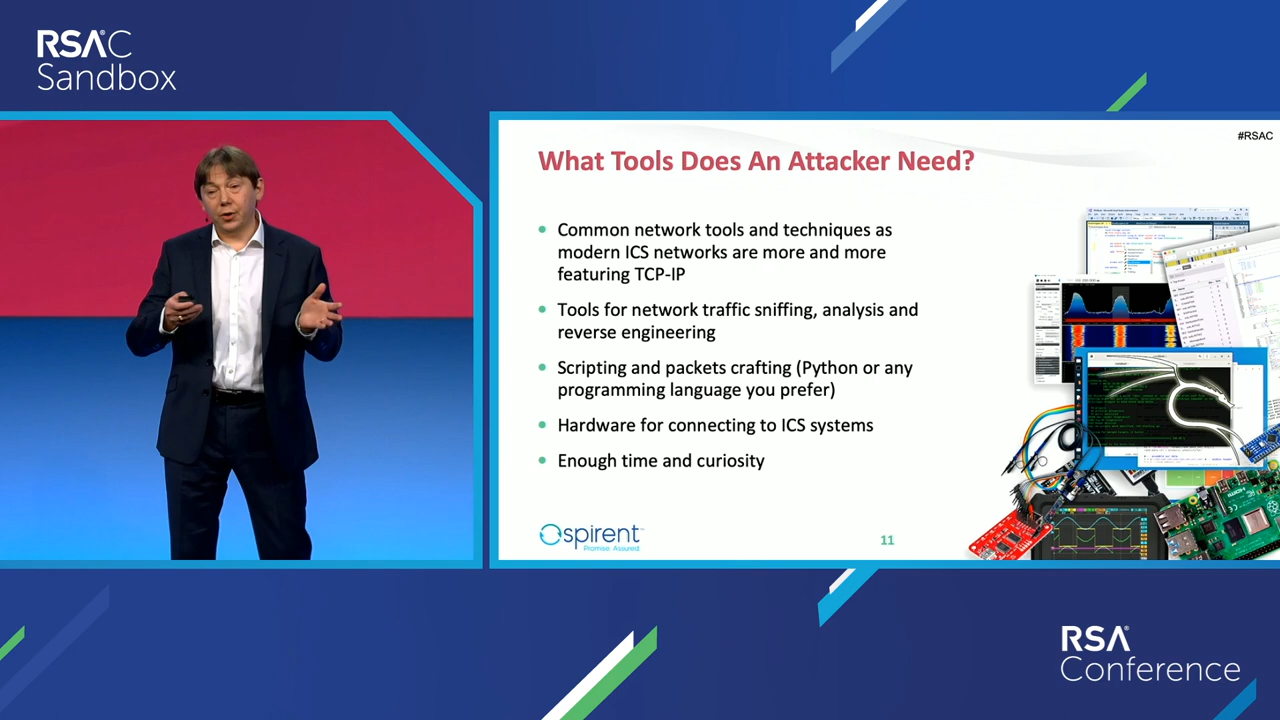 RSAC
Sandbox
#RSAC
What Tools Does An Attacker Need?
• Common network tools and techniques as
modern ICS networks are more and more
featuring TCP-IP
• Tools for network traffic sniffing, analysis and
reverse engineering
• Scripting and packets crafting (Python or any
programming language you prefer)
• Hardware for connecting to ICS systems
• Enough time and curiosity
spirent™
Promise. Assured.
11
RSA®
Conference